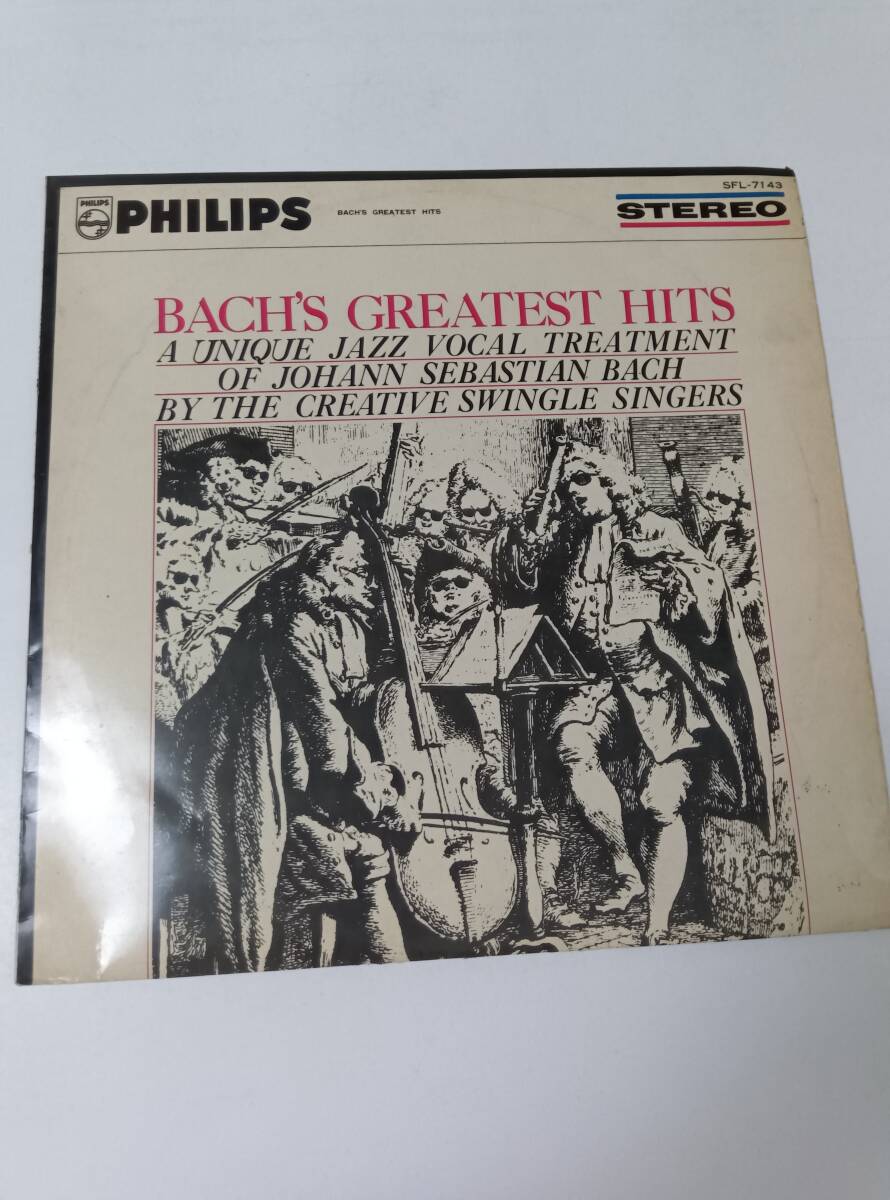 PHILIPS
PHILIPS
BACH'S GREATEST HITS
SFL-7143
STEREO
BACH'S GREATEST HITS
A UNIQUE JAZZ VOCAL TREATMENT
OF JOHANN SEBASTIAN BACH
BY THE CREATIVE SWINGLE SINGERS